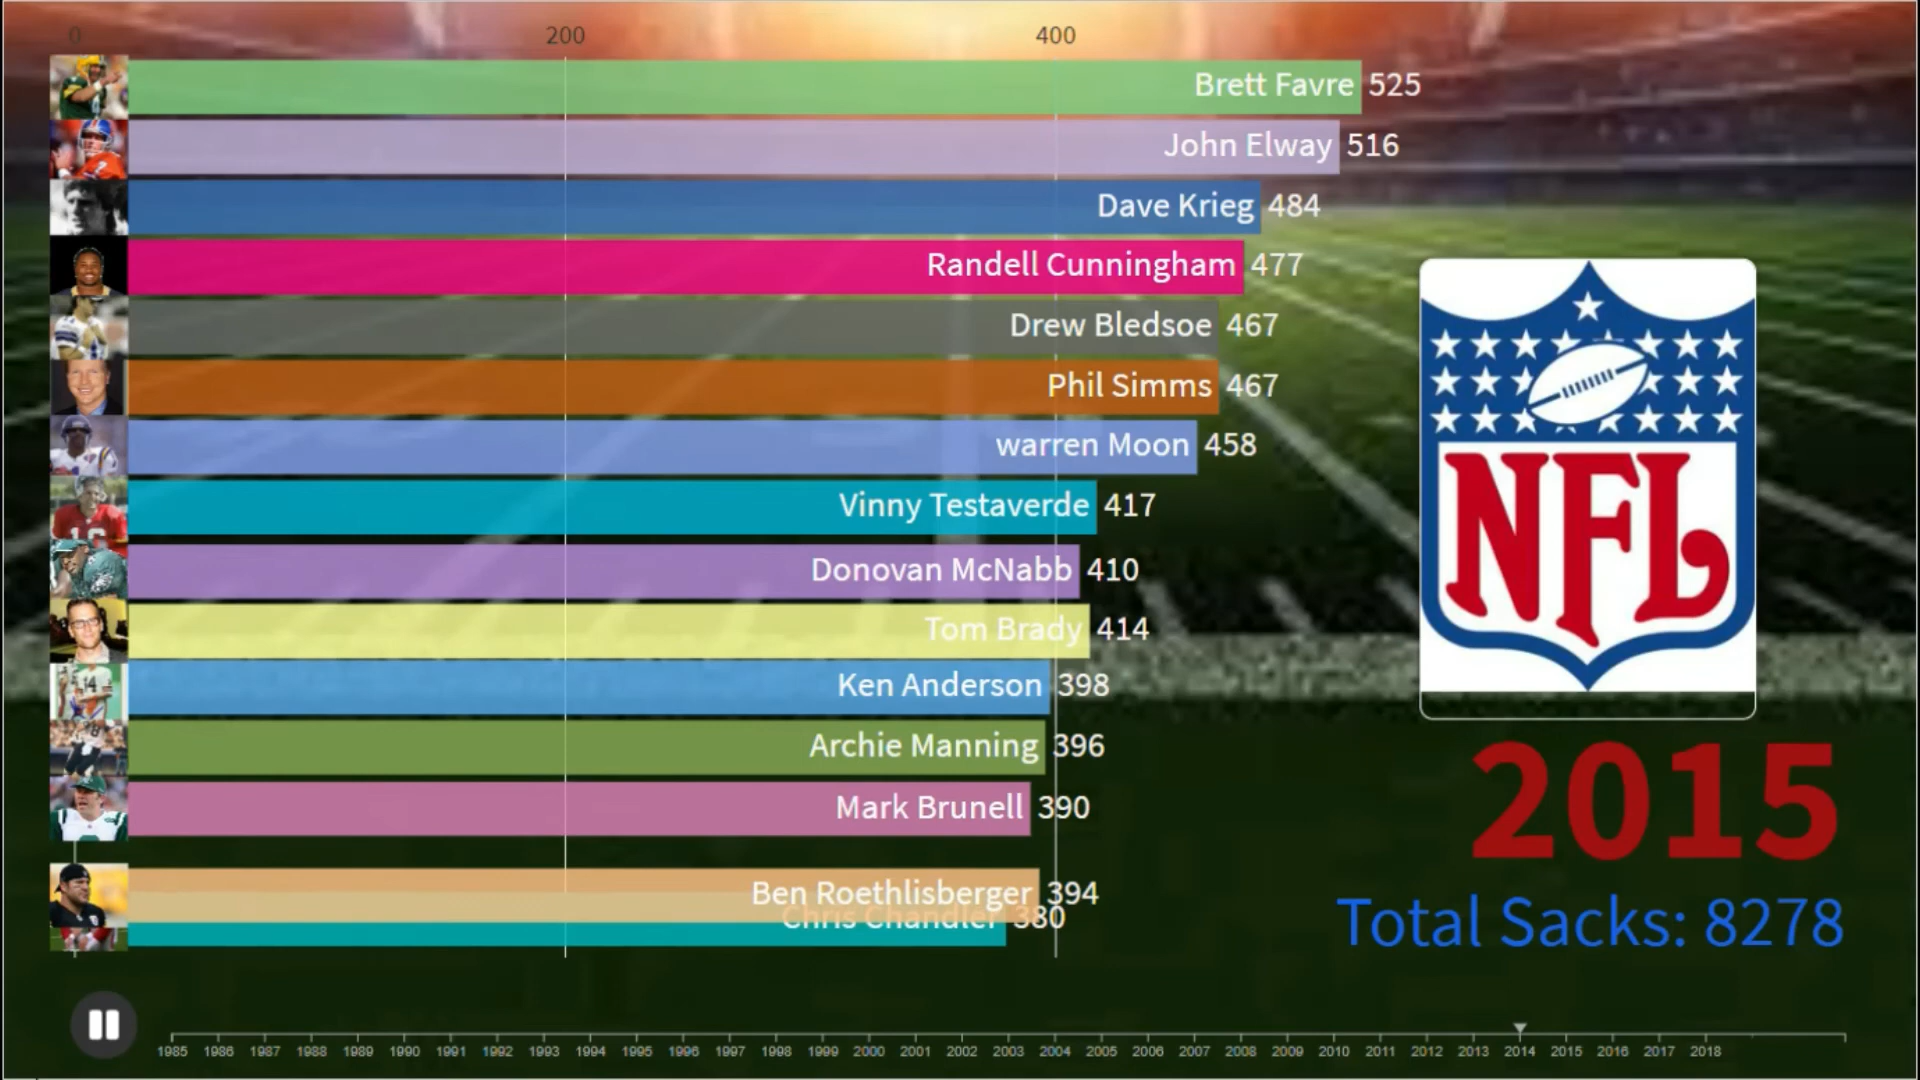 0 200 400
Brett Favre 525
John Elway 516
Dave Krieg 484
Randell Cunningham 477
Drew Bledsoe 467
Phil Simms 467
warren Moon 458
Vinny Testaverde 417
Donovan McNabb 410
Tom Brady 414
Ken Anderson 398
Archie Manning 396
Mark Brunell 390
Ben Roethlisberger 394
Chris Chandler 380
NFL
2015
Total Sacks: 8278
1985 1986 1987 1988 1989 1990 1991 1992 1993 1994 1995 1996 1997 1998 1999 2000 2001 2002 2003 2004 2005 2006 2007 2008 2009 2010 2011 2012 2013 2014 2015 2016 2017 2018